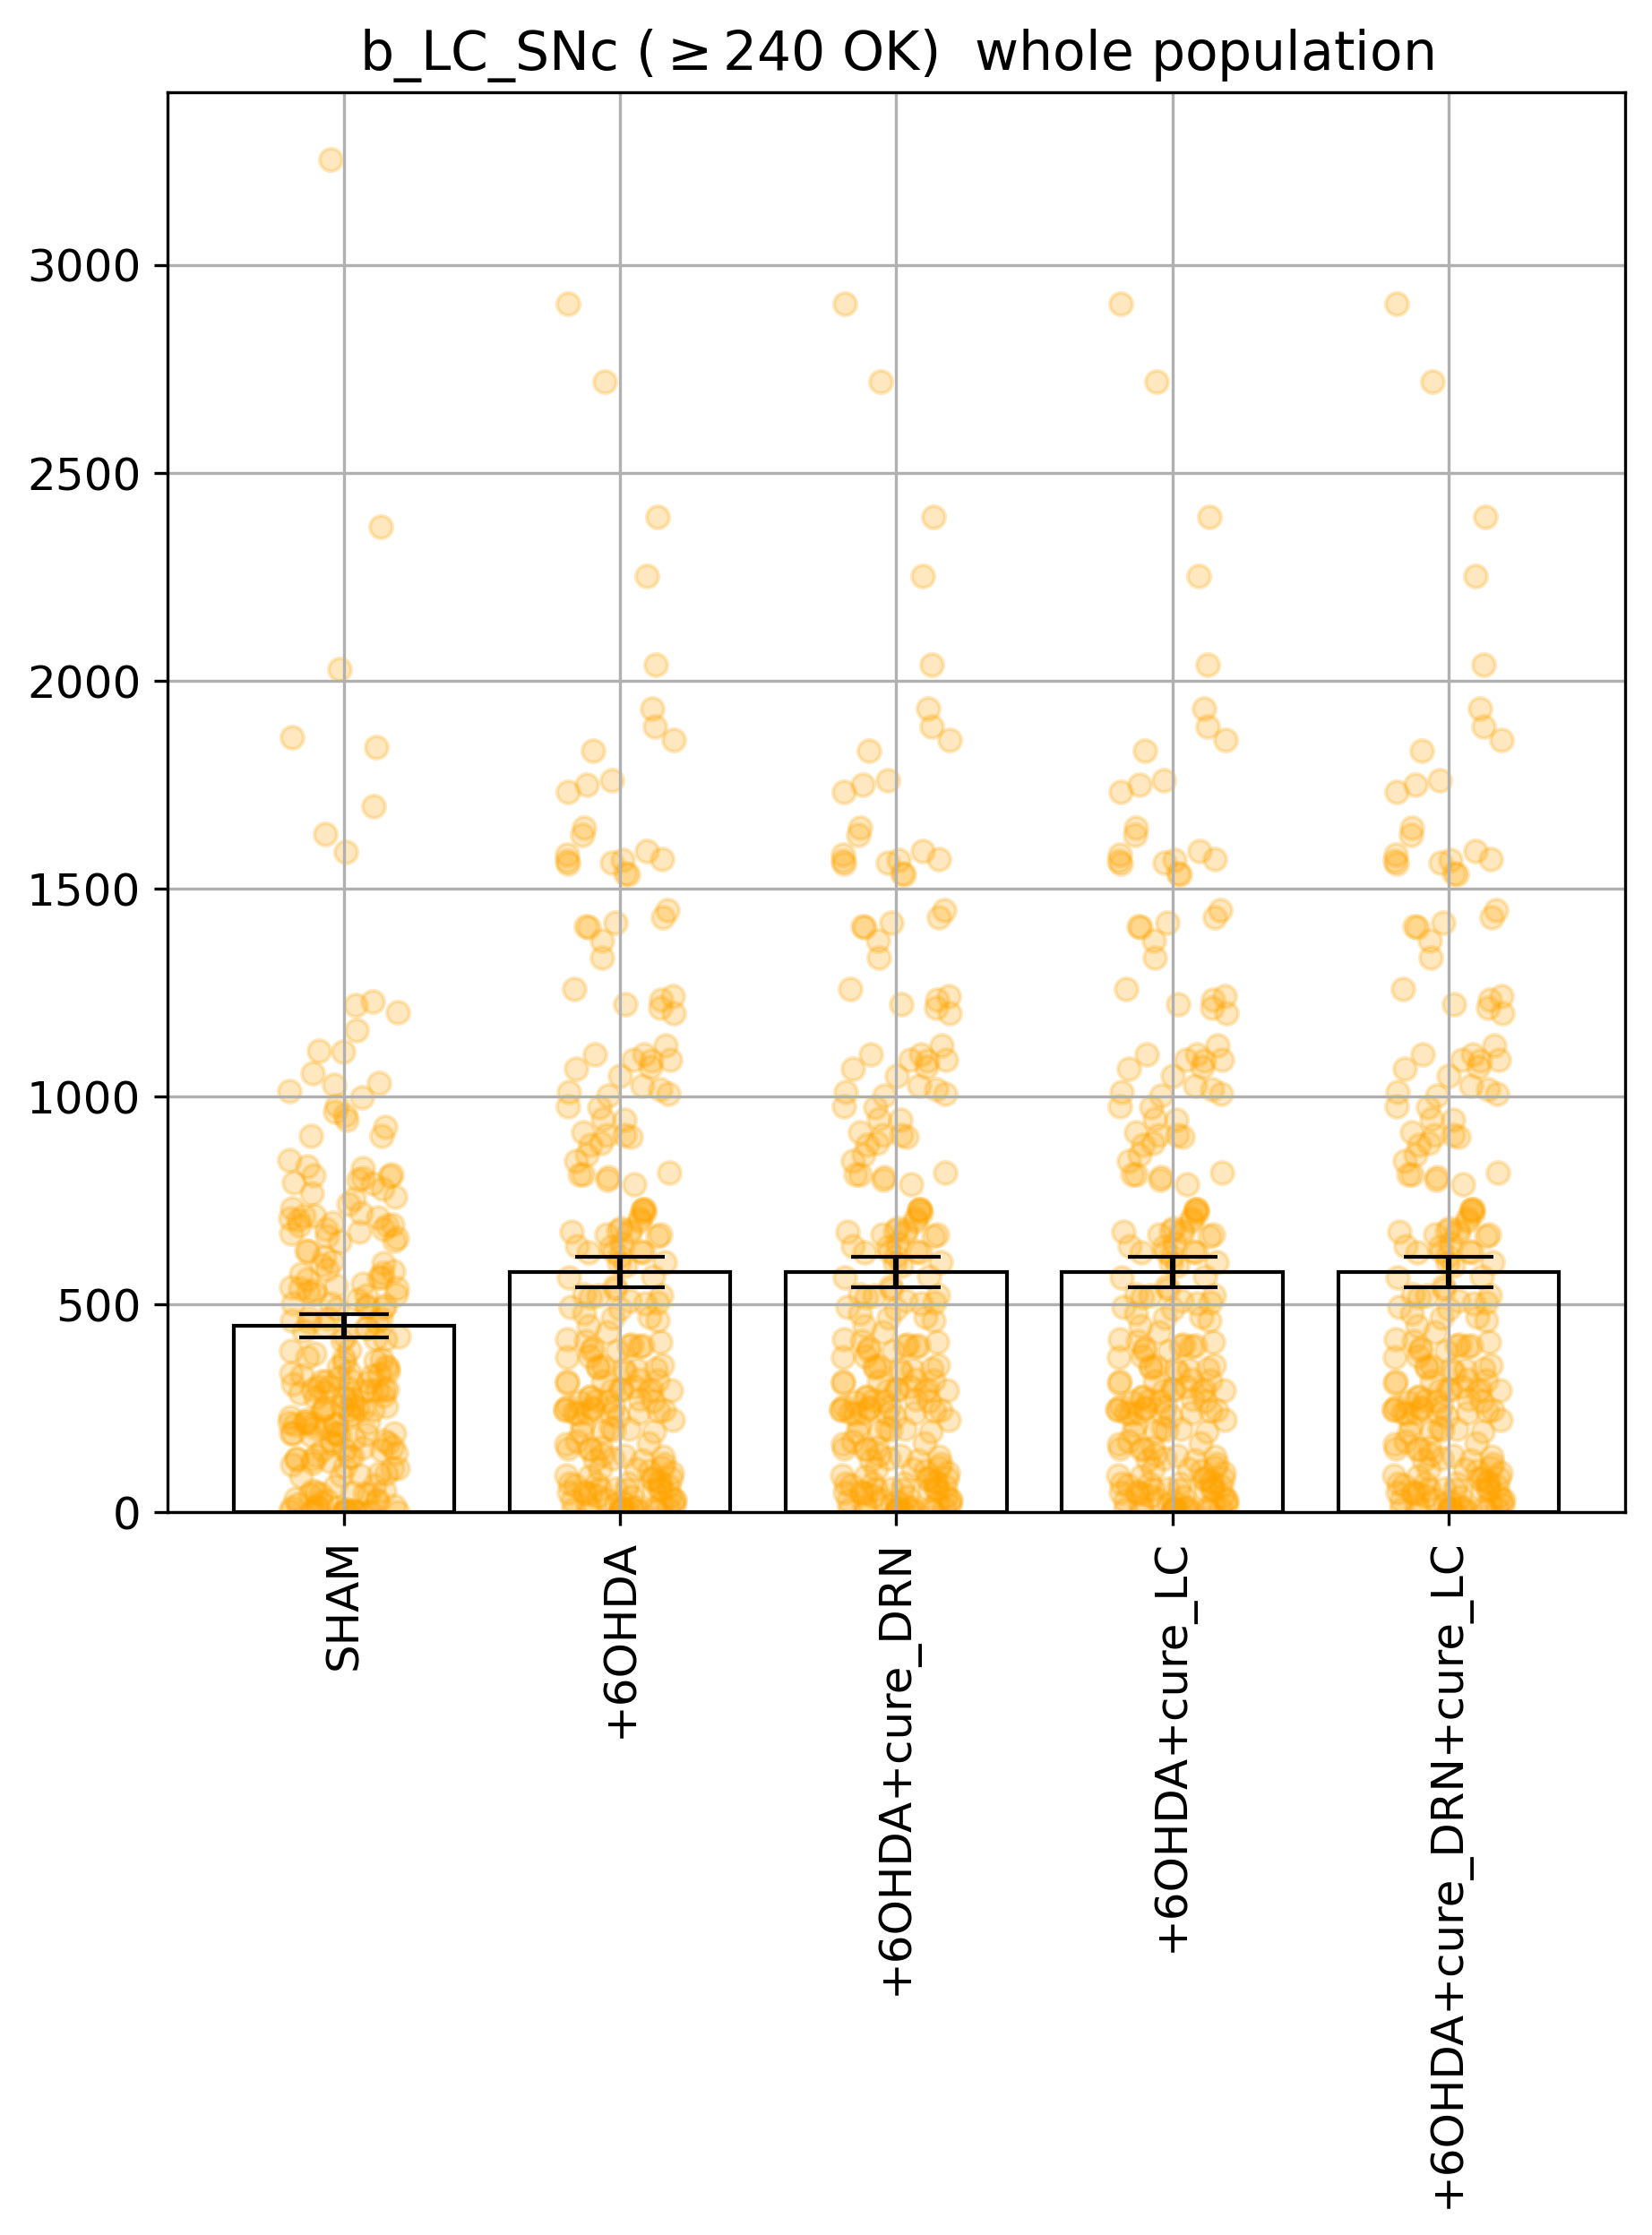 b_LC_SNc (≥240 OK)  whole population
3000
2500
2000
1500
1000
500
0
SHAM
+6OHDA
+6OHDA+cure_DRN
+6OHDA+cure_LC
+6OHDA+cure_DRN+cure_LC